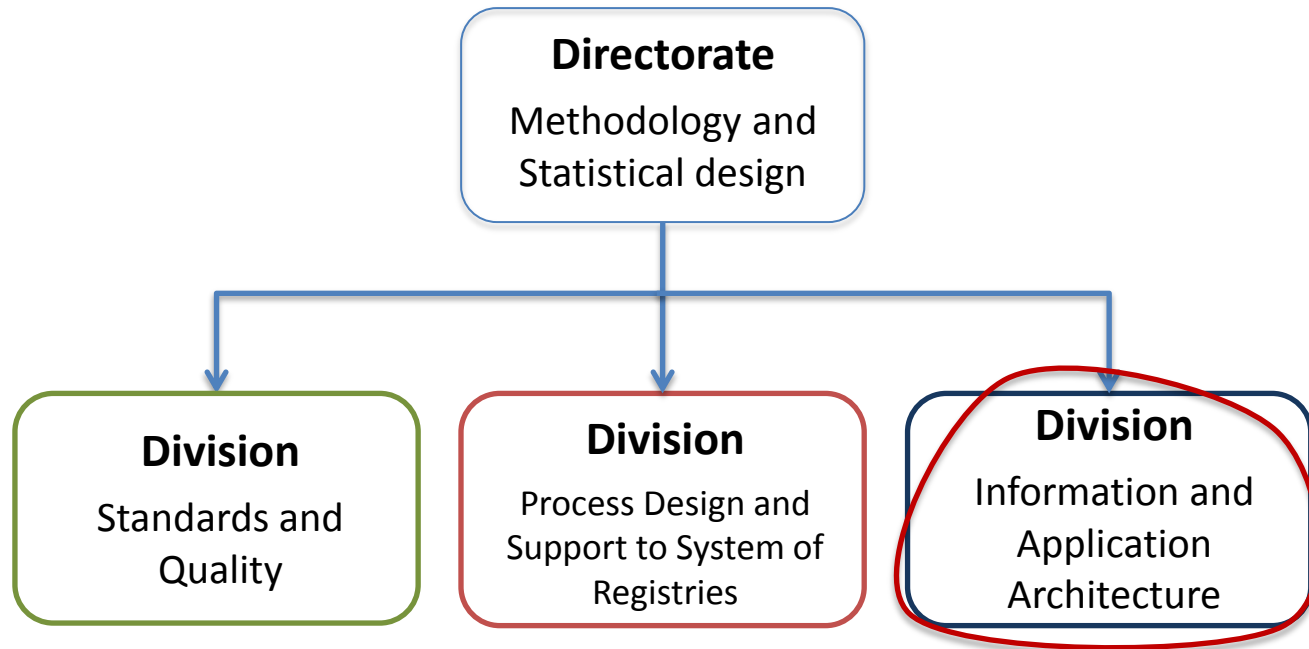 Directorate
Methodology and
Statistical design
Division
Standards and
Quality
Division
Process Design and
Support to System of
Registries
Division
Information and
Application
Architecture